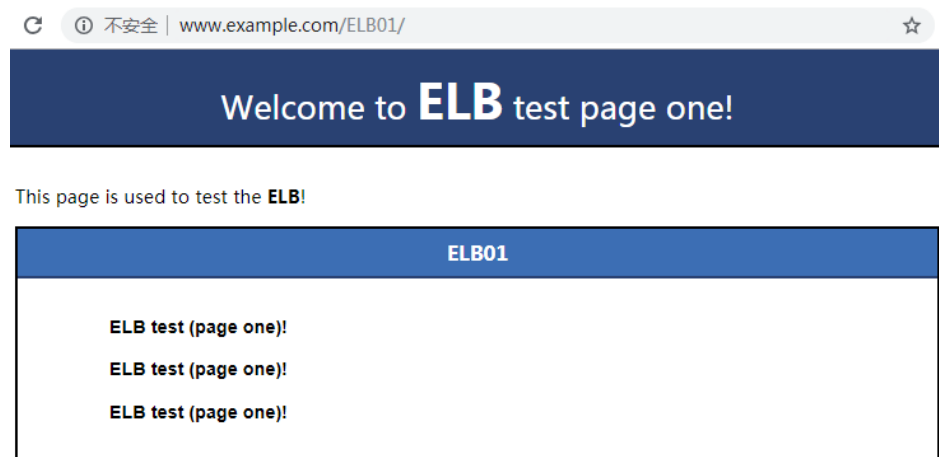 不安全 | www.example.com/ELB01/
Welcome to ELB test page one!
This page is used to test the ELB!
ELB01
ELB test (page one)!
ELB test (page one)!
ELB test (page one)!